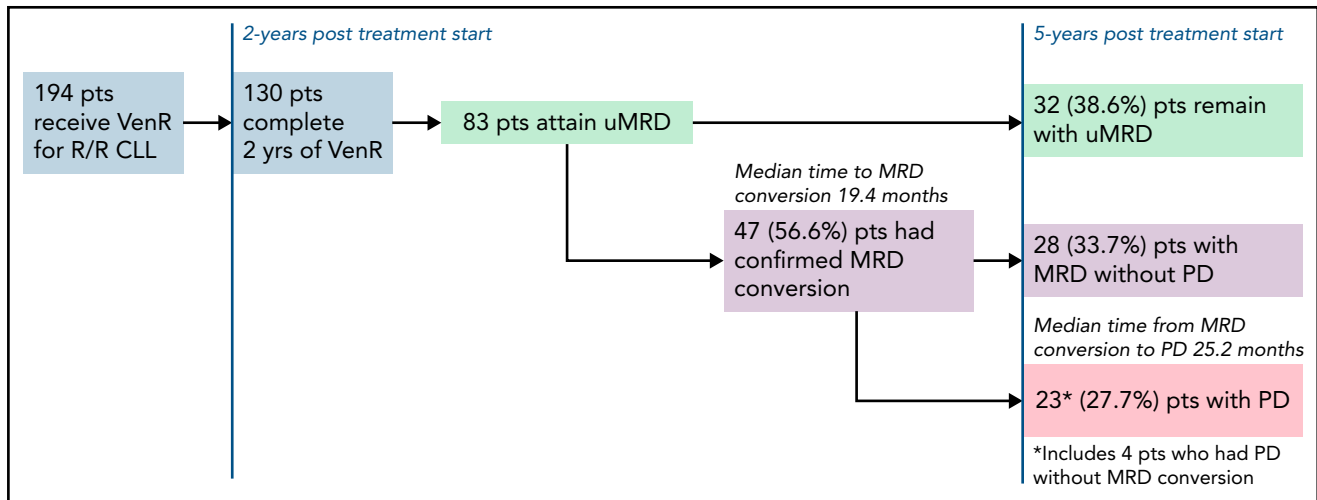 2-years post treatment start
5-years post treatment start
194 pts
receive VenR
for R/R CLL
130 pts
complete
2 yrs of VenR
83 pts attain uMRD
32 (38.6%) pts remain
with uMRD
Median time to MRD
conversion 19.4 months
47 (56.6%) pts had
confirmed MRD
conversion
28 (33.7%) pts with
MRD without PD
Median time from MRD
conversion to PD 25.2 months
23* (27.7%) pts with PD
*Includes 4 pts who had PD
without MRD conversion